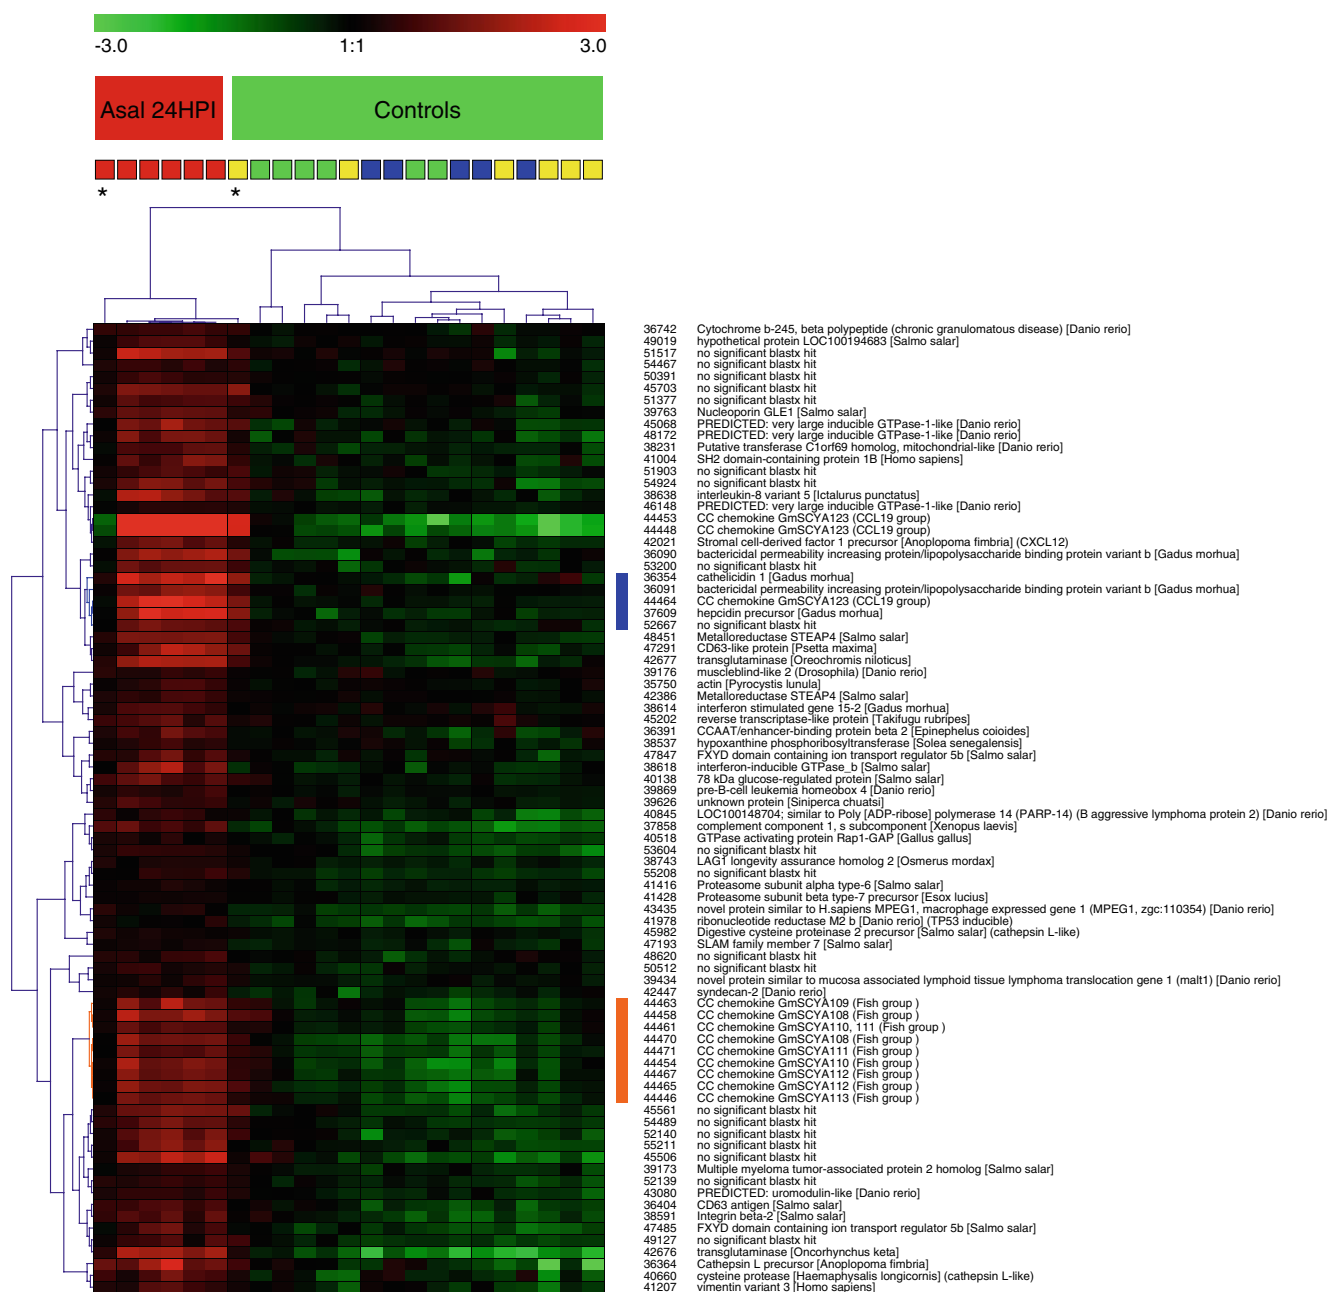 -3.0 1:1 3.0
Asal 24HPI Controls
* *
36742 Cytochrome b-245, beta polypeptide (chronic granulomatous disease) [Danio rerio]
49019 hypothetical protein LOC100194683 [Salmo salar]
51517 no significant blastx hit
54467 no significant blastx hit
50391 no significant blastx hit
45703 no significant blastx hit
51377 no significant blastx hit
39763 Nucleoporin GLE1 [Salmo salar]
45068 PREDICTED: very large inducible GTPase-1-like [Danio rerio]
48172 PREDICTED: very large inducible GTPase-1-like [Danio rerio]
38231 Putative transferase C1orf69 homolog, mitochondrial-like [Danio rerio]
41004 SH2 domain-containing protein 1B [Homo sapiens]
51903 no significant blastx hit
54924 no significant blastx hit
38638 interleukin-8 variant 5 [Ictalurus punctatus]
46148 PREDICTED: very large inducible GTPase-1-like [Danio rerio]
44453 CC chemokine GmSCYA123 (CCL19 group)
44448 CC chemokine GmSCYA123 (CCL19 group)
42021 Stromal cell-derived factor 1 precursor [Anoplopoma fimbria] (CXCL12)
36090 bactericidal permeability increasing protein/lipopolysaccharide binding protein variant b [Gadus morhua]
53200 no significant blastx hit
36354 cathelicidin 1 [Gadus morhua]
36091 bactericidal permeability increasing protein/lipopolysaccharide binding protein variant b [Gadus morhua]
44464 CC chemokine GmSCYA123 (CCL19 group)
37609 hepcidin precursor [Gadus morhua]
52667 no significant blastx hit
48451 Metalloreductase STEAP4 [Salmo salar]
47291 CD63-like protein [Psetta maxima]
42677 transglutaminase [Oreochromis niloticus]
39176 muscleblind-like 2 (Drosophila) [Danio rerio]
35750 actin [Pyrocystis lunula]
42386 Metalloreductase STEAP4 [Salmo salar]
38614 interferon stimulated gene 15-2 [Gadus morhua]
45202 reverse transcriptase-like protein [Takifugu rubripes]
36391 CCAAT/enhancer-binding protein beta 2 [Epinephelus coioides]
38537 hypoxanthine phosphoribosyltransferase [Solea senegalensis]
47847 FXYD domain containing ion transport regulator 5b [Salmo salar]
38618 interferon-inducible GTPase_b [Salmo salar]
40138 78 kDa glucose-regulated protein [Salmo salar]
39869 pre-B-cell leukemia homeobox 4 [Danio rerio]
39626 unknown protein [Siniperca chuatsi]
40845 LOC100148704; similar to Poly [ADP-ribose] polymerase 14 (PARP-14) (B aggressive lymphoma protein 2) [Danio rerio]
37858 complement component 1, s subcomponent [Xenopus laevis]
40518 GTPase activating protein Rap1-GAP [Gallus gallus]
53604 no significant blastx hit
38743 LAG1 longevity assurance homolog 2 [Osmerus mordax]
55208 no significant blastx hit
41416 Proteasome subunit alpha type-6 [Salmo salar]
41428 Proteasome subunit beta type-7 precursor [Esox lucius]
43435 novel protein similar to H.sapiens MPEG1, macrophage expressed gene 1 (MPEG1, zgc:110354) [Danio rerio]
41978 ribonucleotide reductase M2 b [Danio rerio] (TP53 inducible)
45982 Digestive cysteine proteinase 2 precursor [Salmo salar] (cathepsin L-like)
47193 SLAM family member 7 [Salmo salar]
48620 no significant blastx hit
50512 no significant blastx hit
39434 novel protein similar to mucosa associated lymphoid tissue lymphoma translocation gene 1 (malt1) [Danio rerio]
42447 syndecan-2 [Danio rerio]
44463 CC chemokine GmSCYA109 (Fish group )
44458 CC chemokine GmSCYA108 (Fish group )
44461 CC chemokine GmSCYA110, 111 (Fish group )
44470 CC chemokine GmSCYA108 (Fish group )
44471 CC chemokine GmSCYA111 (Fish group )
44454 CC chemokine GmSCYA110 (Fish group )
44467 CC chemokine GmSCYA112 (Fish group )
44465 CC chemokine GmSCYA112 (Fish group )
44446 CC chemokine GmSCYA113 (Fish group )
45561 no significant blastx hit
54489 no significant blastx hit
52140 no significant blastx hit
55211 no significant blastx hit
45506 no significant blastx hit
39173 Multiple myeloma tumor-associated protein 2 homolog [Salmo salar]
52139 no significant blastx hit
43080 PREDICTED: uromodulin-like [Danio rerio]
36404 CD63 antigen [Salmo salar]
38591 Integrin beta-2 [Salmo salar]
47485 FXYD domain containing ion transport regulator 5b [Salmo salar]
49127 no significant blastx hit
42676 transglutaminase [Oncorhynchus keta]
36364 Cathepsin L precursor [Anoplopoma fimbria]
40660 cysteine protease [Haemaphysalis longicornis] (cathepsin L-like)
41207 vimentin variant 3 [Homo sapiens]